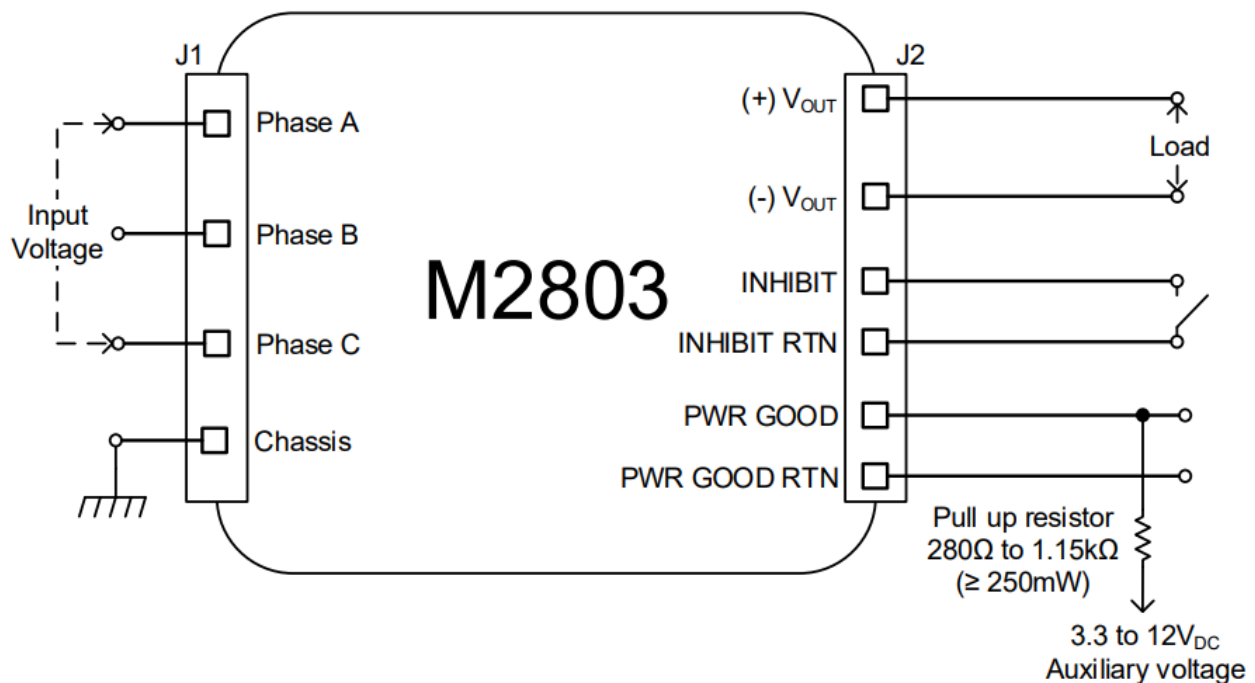 J1
Phase A
Phase B
Phase C
Chassis
Input
Voltage
M2803
J2
(+) VOUT
(-) VOUT
INHIBIT
INHIBIT RTN
PWR GOOD
PWR GOOD RTN
Load
Pull up resistor
280Ω to 1.15kΩ
(≥ 250mW)
3.3 to 12VDC
Auxiliary voltage